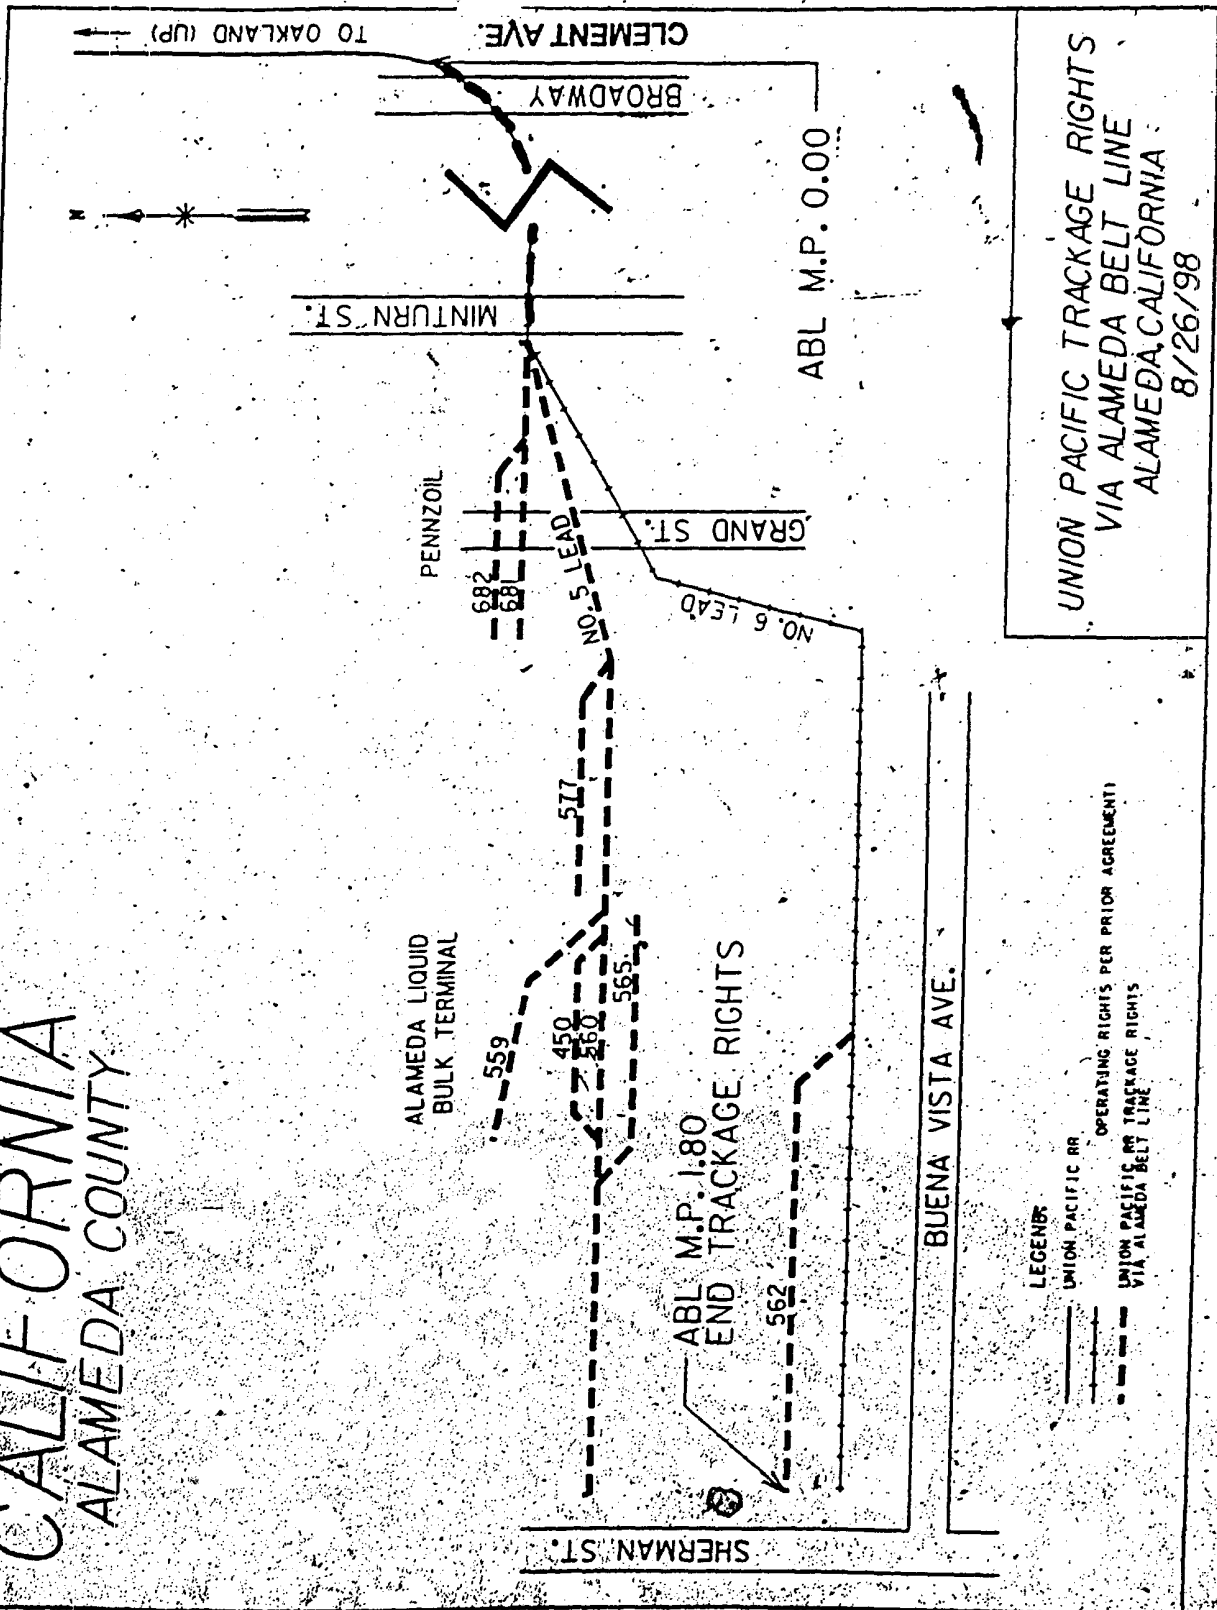 CALIFORNIA
ALAMEDA COUNTY
TO OAKLAND (UP)
CLEMENT AVE.
BROADWAY
N
MINTURN ST.
ABL M.P. 0.00
PENNZOIL
682
681
GRAND ST.
NO. 5 LEAD
NO. 6 LEAD
577
ALAMEDA LIQUID
BULK TERMINAL
559
450
560
565
ABL M.P. 1.80
END TRACKAGE RIGHTS
562
BUENA VISTA AVE.
SHERMAN ST.
LEGEND:
UNION PACIFIC RR
OPERATING RIGHTS PER PRIOR AGREEMENT)
UNION PACIFIC RR TRACKAGE RIGHTS
VIA ALAMEDA BELT LINE
UNION PACIFIC TRACKAGE RIGHTS
VIA ALAMEDA BELT LINE
ALAMEDA, CALIFORNIA
8/26/98